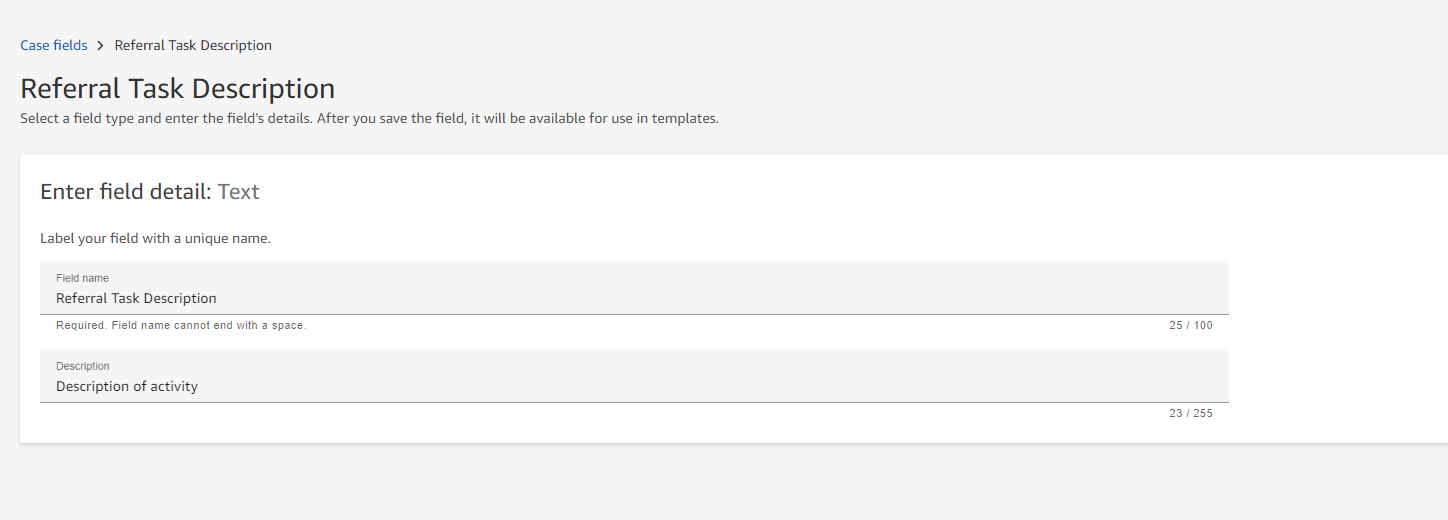 Case fields > Referral Task Description
Referral Task Description
Select a field type and enter the field's details. After you save the field, it will be available for use in templates.
Enter field detail: Text
Label your field with a unique name.
Field name
Referral Task Description
Required. Field name cannot end with a space.
25 / 100
Description
Description of activity
23 / 255